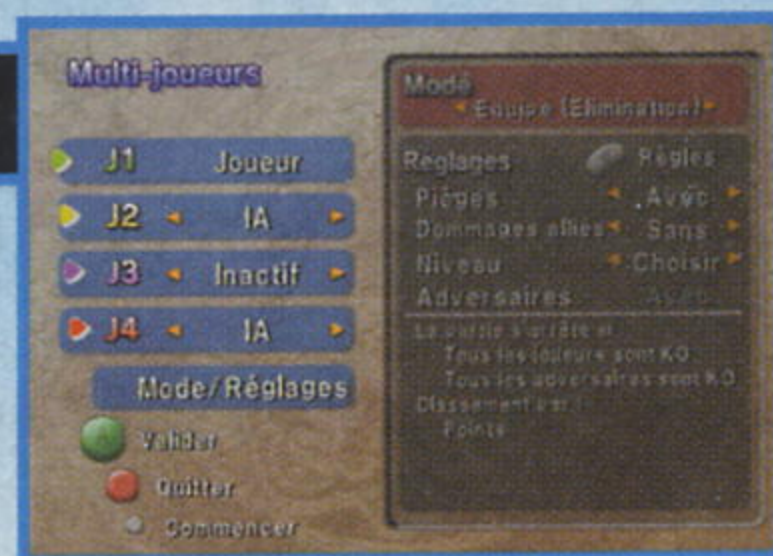 Multi-joueurs
J1 Joueur
J2 IA
J3 Inactif
J4 IA
Mode/Réglages
A Valider
Quitter
Commencer
Mode
Equipe (Elimination)
Reglages Règles
Pièges Avec
Dommages alliés Sans
Niveau Choisir
Adversaires Avec
La partie s'arrête si
Tous les joueurs sont KO
Tous les adversaires sont KO
Classement par :
Points